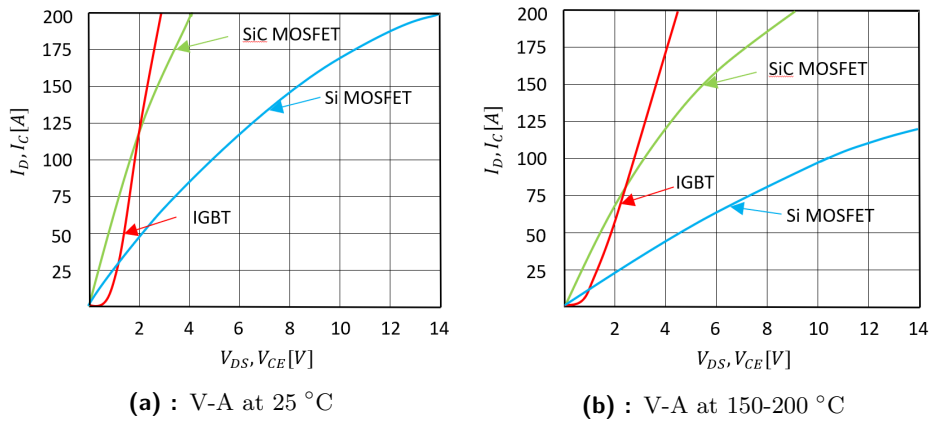 200
175
150
125
100
75
50
25
2
4
6
8
10
12
14
I_D, I_C [A]
V_DS, V_CE [V]
SiC MOSFET
Si MOSFET
IGBT
(a) : V-A at 25 °C
200
175
150
125
100
75
50
25
2
4
6
8
10
12
14
I_D, I_C [A]
V_DS, V_CE [V]
SiC MOSFET
IGBT
Si MOSFET
(b) : V-A at 150-200 °C